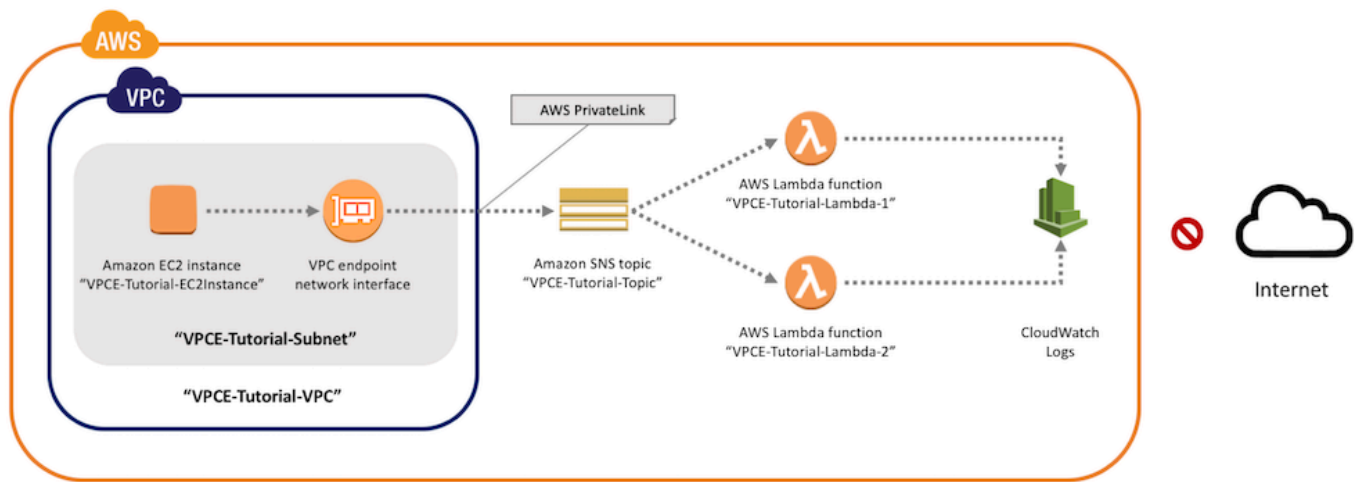 AWS
VPC
AWS PrivateLink
Amazon EC2 instance
“VPCE-Tutorial-EC2Instance”
VPC endpoint
network interface
Amazon SNS topic
“VPCE-Tutorial-Topic”
AWS Lambda function
“VPCE-Tutorial-Lambda-1”
AWS Lambda function
“VPCE-Tutorial-Lambda-2”
CloudWatch
Logs
Internet
“VPCE-Tutorial-Subnet”
“VPCE-Tutorial-VPC”